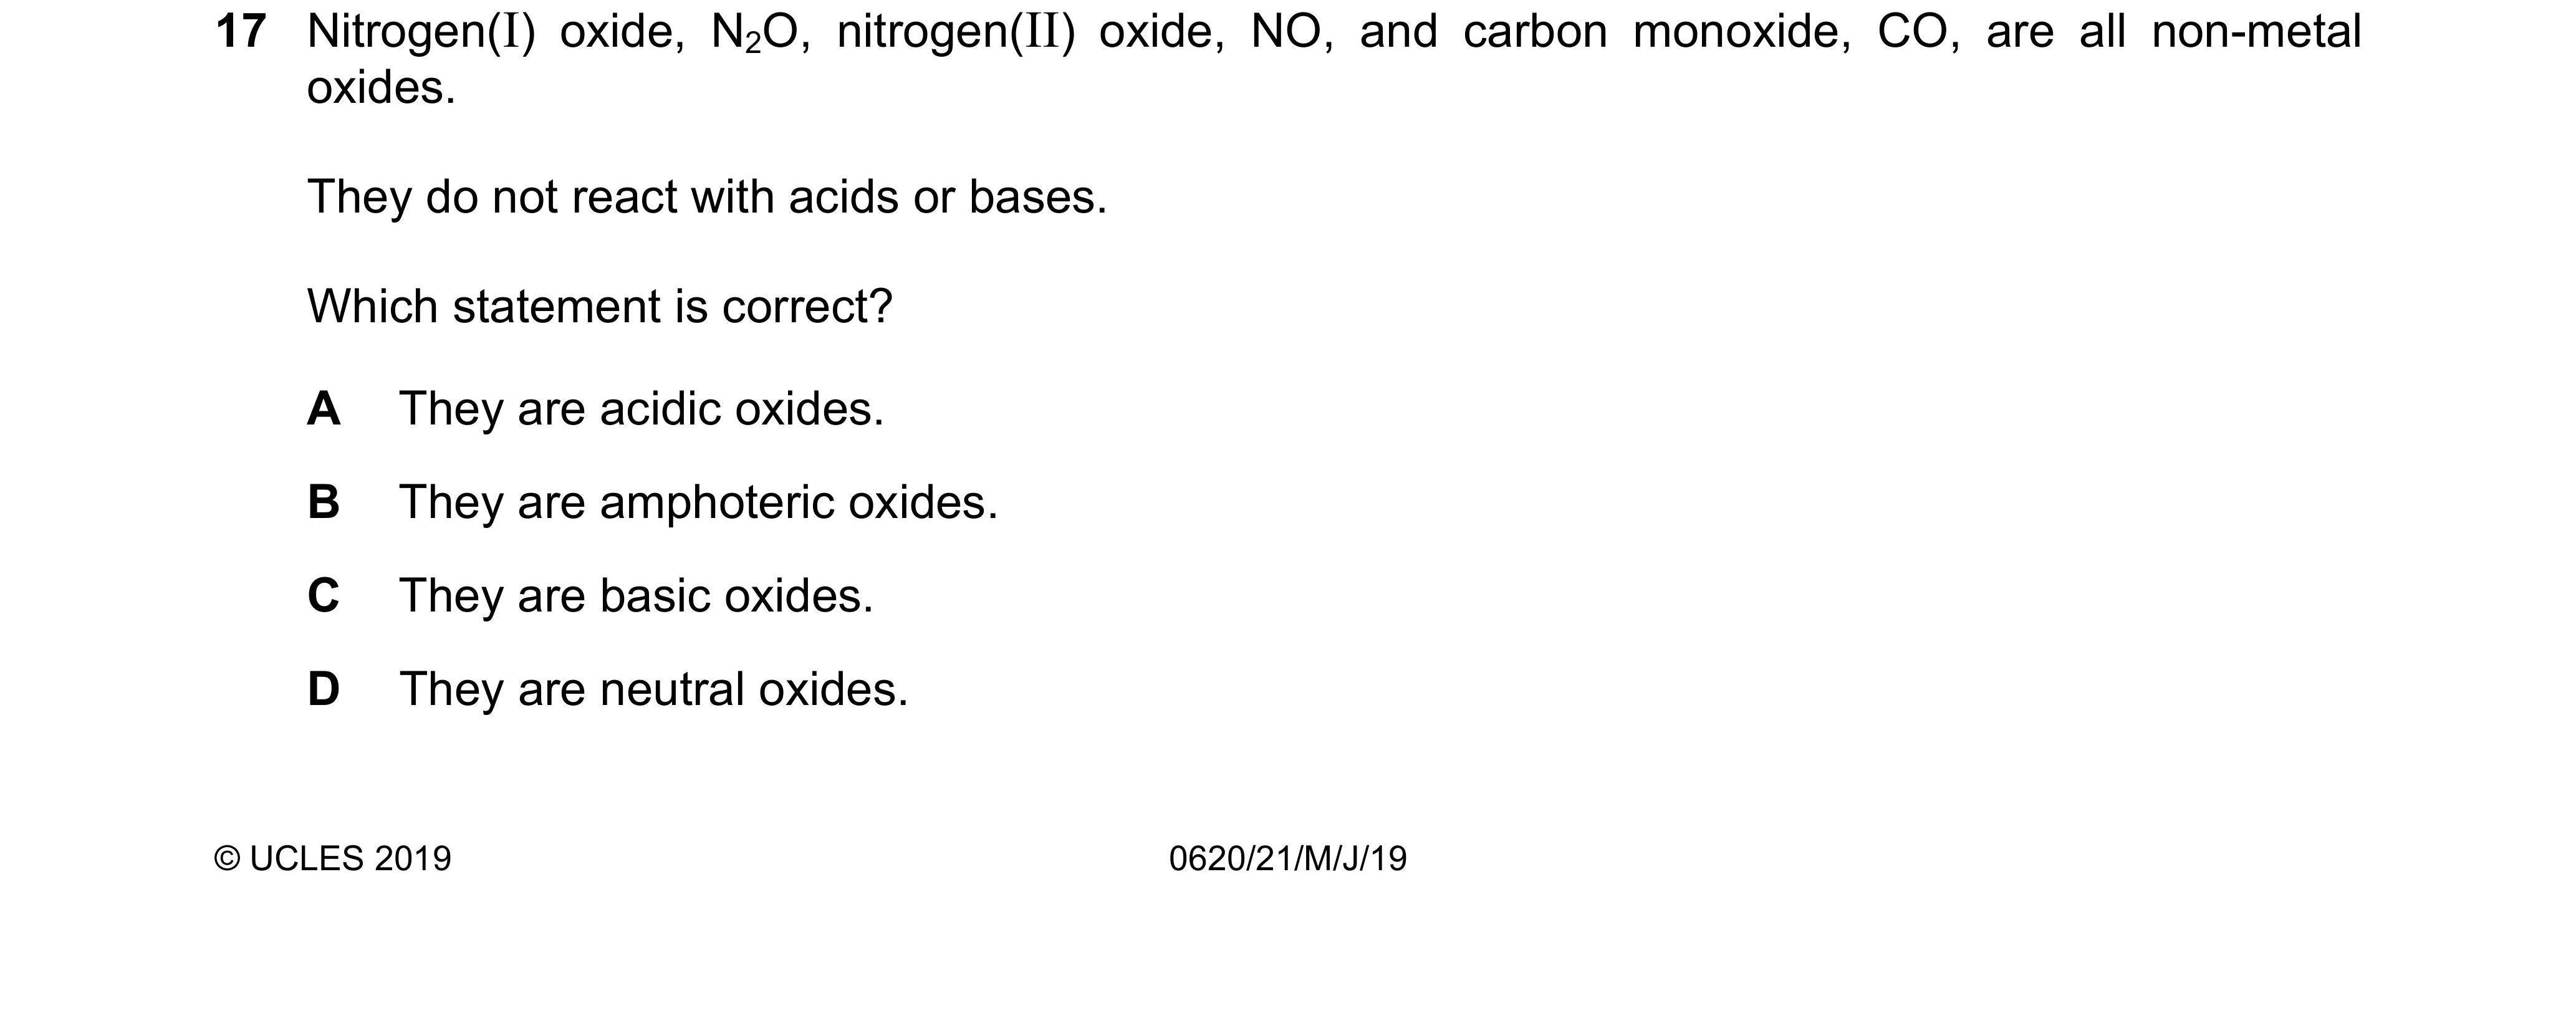 17 Nitrogen(I) oxide, N₂O, nitrogen(II) oxide, NO, and carbon monoxide, CO, are all non-metal
oxides.
They do not react with acids or bases.
Which statement is correct?
A They are acidic oxides.
B They are amphoteric oxides.
C They are basic oxides.
D They are neutral oxides.
© UCLES 2019 0620/21/M/J/19